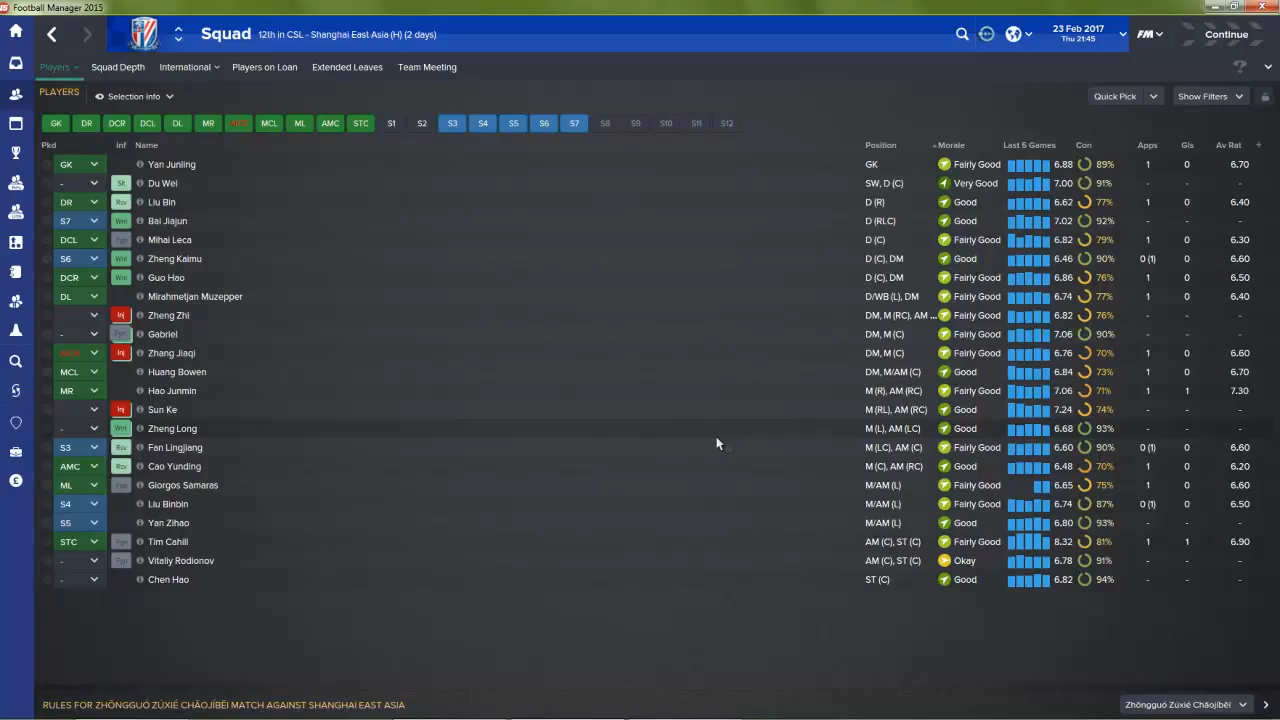 Football Manager 2015
Squad 12th in CSL - Shanghai East Asia (H) (2 days)
23 Feb 2017
Thu 21:45
FM
Continue
Players Squad Depth International Players on Loan Extended Leaves Team Meeting
PLAYERS Selection Info Quick Pick Show Filters
GK DR DCR DCL DL MR MCL ML AMC STC S1 S2 S3 S4 S5 S6 S7 S8 S9 S10 S11 S12
Pkd Inf Name Position Morale Last 5 Games Con Apps Gls Av Rat +
GK Yan Junling GK Fairly Good 6.88 89% 1 0 6.70
- Slt Du Wei SW, D (C) Very Good 7.00 91% - - -
DR Rsv Liu Bin D (R) Good 6.62 77% 1 0 6.40
S7 Wnt Bai Jiajun D (RLC) Good 7.02 92% - - -
DCL Fgn Mihai Leca D (C) Fairly Good 6.82 79% 1 0 6.30
S6 Wnt Zheng Kaimu D (C), DM Good 6.46 90% 0 (1) - 6.60
DCR Wnt Guo Hao D (C), DM Fairly Good 6.86 76% 1 0 6.50
DL Mirahmetjan Muzepper D/WB (L), DM Fairly Good 6.74 77% 1 0 6.40
- Inj Zheng Zhi DM, M (RC), AM ... Fairly Good 6.82 76% - - -
- Fgn Gabriel DM, M (C) Fairly Good 7.06 90% - - -
Inj Zhang Jiaqi DM, M (C) Fairly Good 6.76 70% 1 0 6.60
MCL Huang Bowen DM, M/AM (C) Good 6.84 73% 1 0 6.70
MR Hao Junmin M (R), AM (RC) Fairly Good 7.06 71% 1 1 7.30
- Inj Sun Ke M (RL), AM (RC) Good 7.24 74% - - -
- Wnt Zheng Long M (L), AM (LC) Good 6.68 93% - - -
S3 Rsv Fan Lingjiang M (LC), AM (C) Fairly Good 6.60 90% 0 (1) - 6.60
AMC Rsv Cao Yunding M (C), AM (RC) Good 6.48 70% 1 0 6.20
ML Fgn Giorgos Samaras M/AM (L) Fairly Good 6.65 75% 1 0 6.60
S4 Liu Binbin M/AM (L) Fairly Good 6.74 87% 0 (1) - 6.50
S5 Yan Zihao M/AM (L) Good 6.80 93% - - -
STC Fgn Tim Cahill AM (C), ST (C) Fairly Good 8.32 81% 1 1 6.90
- Fgn Vitaliy Rodionov AM (C), ST (C) Okay 6.78 91% - - -
- Chen Hao ST (C) Good 6.82 94% - - -
RULES FOR ZHŌNGGUÓ ZÚXIÉ CHĀOJÍBĒI MATCH AGAINST SHANGHAI EAST ASIA Zhōngguó Zúxié Chāojíbēi